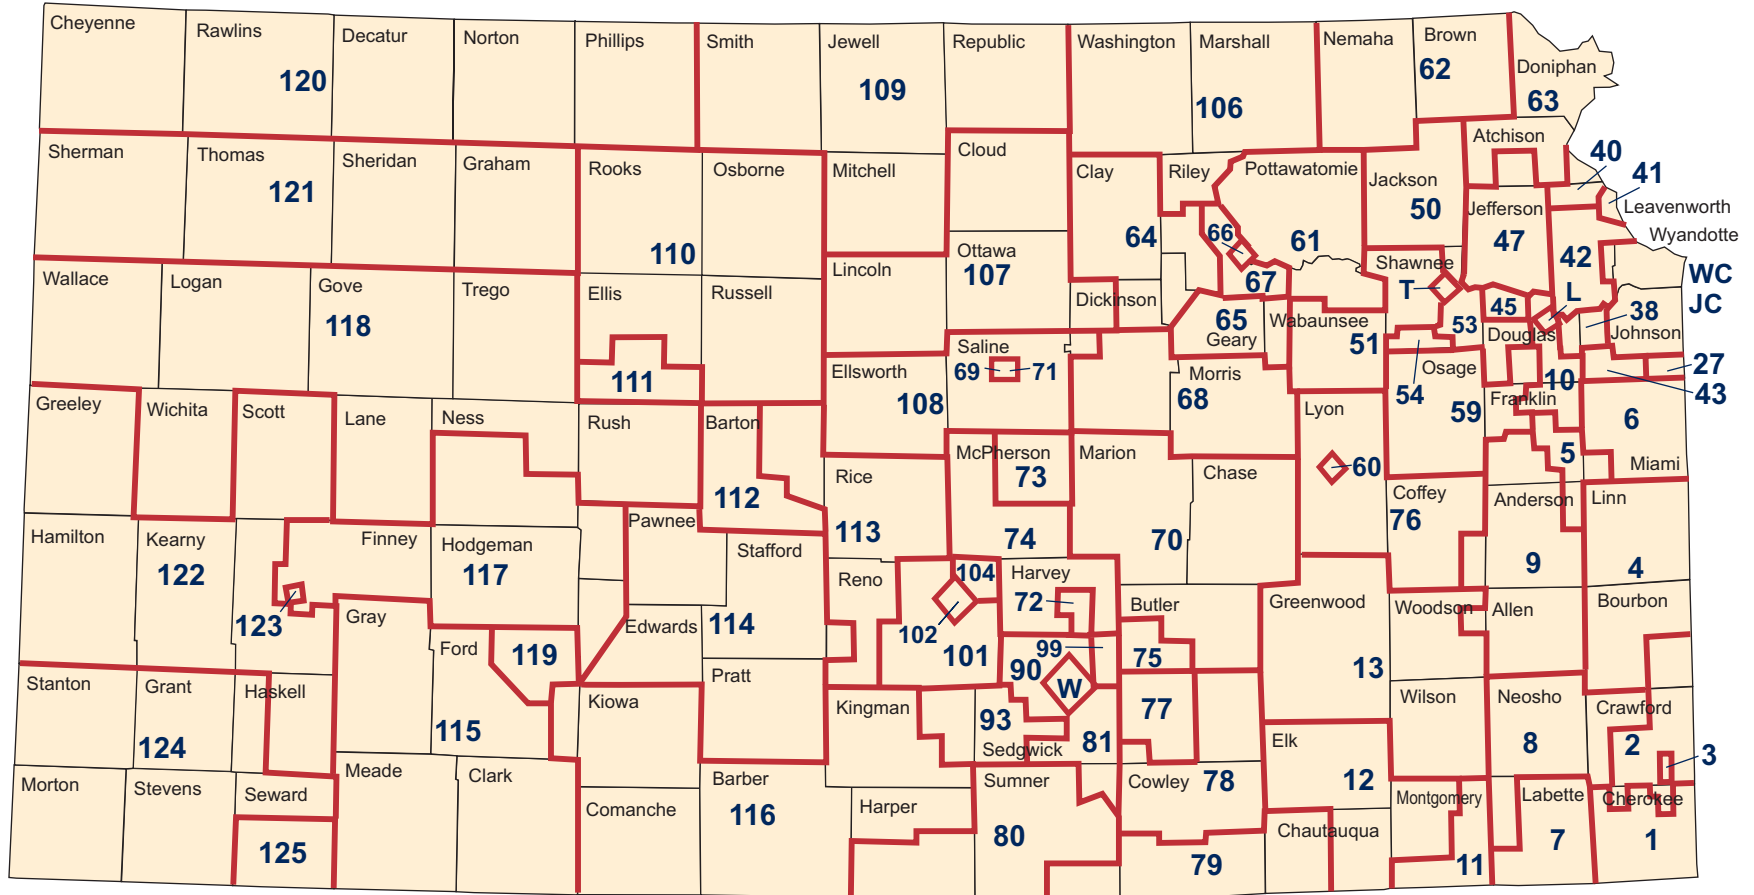 Cheyenne
Rawlins
Decatur
Norton
Phillips
Smith
Jewell
Republic
Washington
Marshall
Nemaha
Brown
Doniphan
120
109
106
62
63
Sherman
Thomas
Sheridan
Graham
Rooks
Osborne
Mitchell
Cloud
Clay
Riley
Pottawatomie
Jackson
Atchison
40
41
121
110
64
66
61
50
Jefferson
47
Leavenworth
Wyandotte
Wallace
Logan
Gove
Trego
Ellis
Russell
Lincoln
Ottawa
107
Dickinson
67
Shawnee
T
42
L
WC
JC
118
111
65
Geary
Wabaunsee
51
53
45
Douglas
38
Johnson
Saline
69
71
Ellsworth
108
Morris
68
54
Osage
59
10
Franklin
27
43
Greeley
Wichita
Scott
Lane
Ness
Rush
Barton
112
McPherson
73
Marion
Chase
Lyon
60
5
6
Miami
Rice
113
74
70
Coffey
76
Anderson
9
Linn
4
Hamilton
Kearny
122
Finney
123
Hodgeman
117
Pawnee
Stafford
Edwards
114
Reno
104
102
101
Harvey
72
99
90
W
Butler
75
Greenwood
13
Woodson
Allen
Bourbon
Stanton
Grant
124
Haskell
Gray
Ford
119
115
Kiowa
Pratt
Kingman
93
Sedgwick
81
77
Wilson
Neosho
8
Crawford
2
3
Morton
Stevens
Seward
125
Meade
Clark
Comanche
Barber
116
Harper
Sumner
80
Cowley
78
79
Elk
12
Chautauqua
Montgomery
11
Labette
7
Cherokee
1